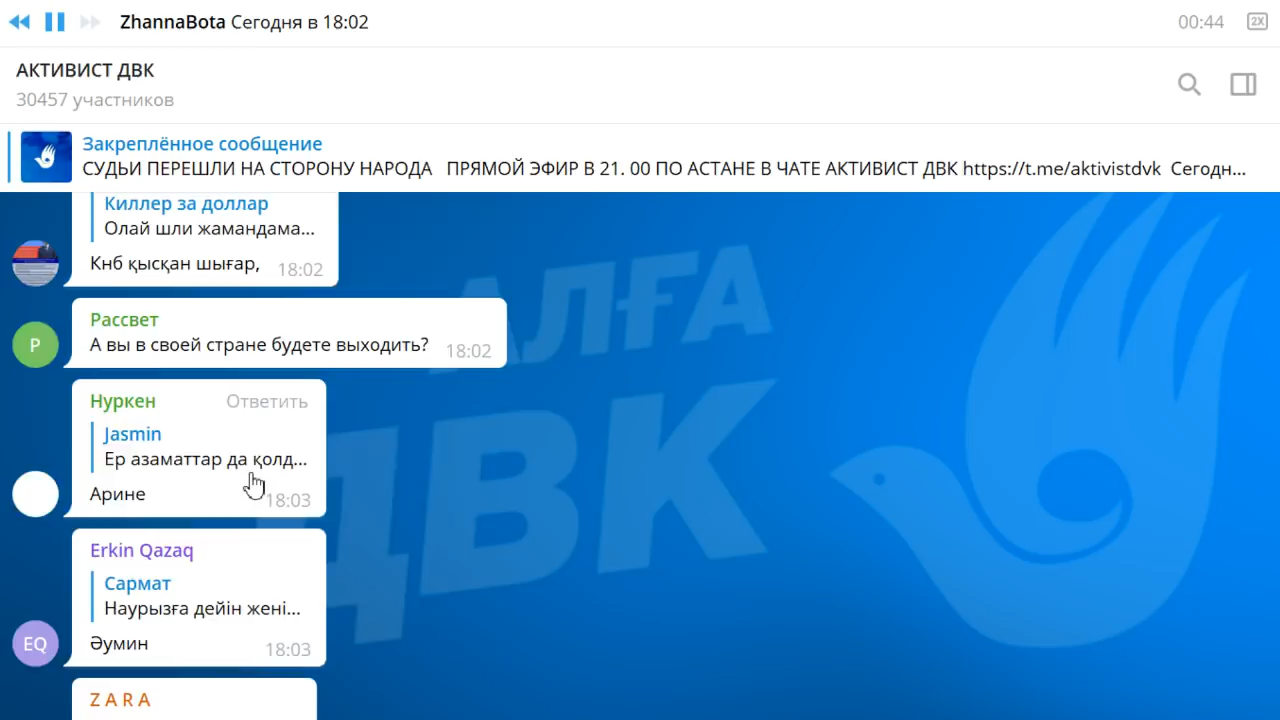 ZhannaBota Сегодня в 18:02
00:44
2X
АКТИВИСТ ДВК
30457 участников
Закреплённое сообщение
СУДЬИ ПЕРЕШЛИ НА СТОРОНУ НАРОДА ПРЯМОЙ ЭФИР В 21. 00 ПО АСТАНЕ В ЧАТЕ АКТИВИСТ ДВК https://t.me/aktivistdvk Сегодн...
Киллер за доллар
Олай шли жамандама...
Кнб қысқан шығар,
18:02
Рассвет
Р
А вы в своей стране будете выходить?
18:02
Нуркен
Ответить
Jasmin
Ер азаматтар да қолд...
Арине
18:03
Erkin Qazaq
Сармат
Наурызға дейін жені...
EQ
Әумин
18:03
Z A R A
АЛҒА
ДВК